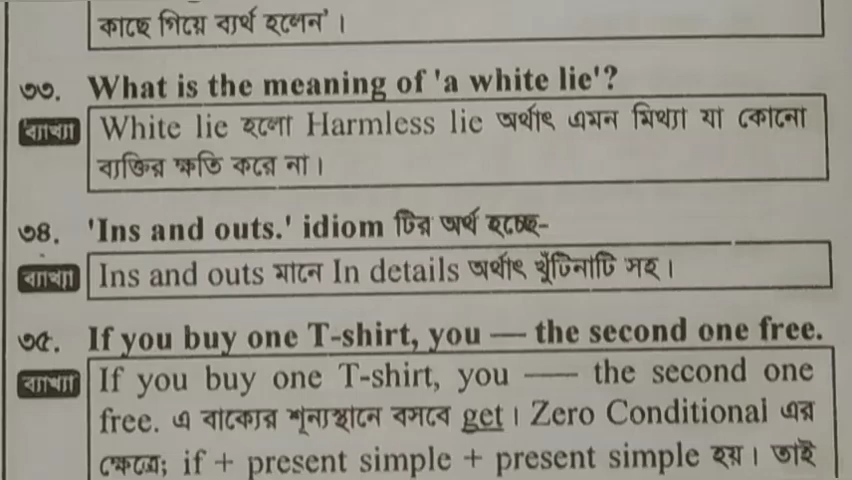 কাছে গিয়ে ব্যর্থ হলেন’ ।
৩৩. What is the meaning of 'a white lie'?
ব্যাখ্যা White lie হলো Harmless lie অর্থাৎ এমন মিথ্যা যা কোনো
ব্যক্তির ক্ষতি করে না ।
৩৪. 'Ins and outs.' idiom টির অর্থ হচ্ছে-
ব্যাখ্যা Ins and outs মানে In details অর্থাৎ খুঁটিনাটি সহ ।
৩৫. If you buy one T-shirt, you — the second one free.
ব্যাখ্যা If you buy one T-shirt, you —— the second one
free. এ বাক্যের শূন্যস্থানে বসবে get । Zero Conditional এর
ক্ষেত্রে; if + present simple + present simple হয় । তাই